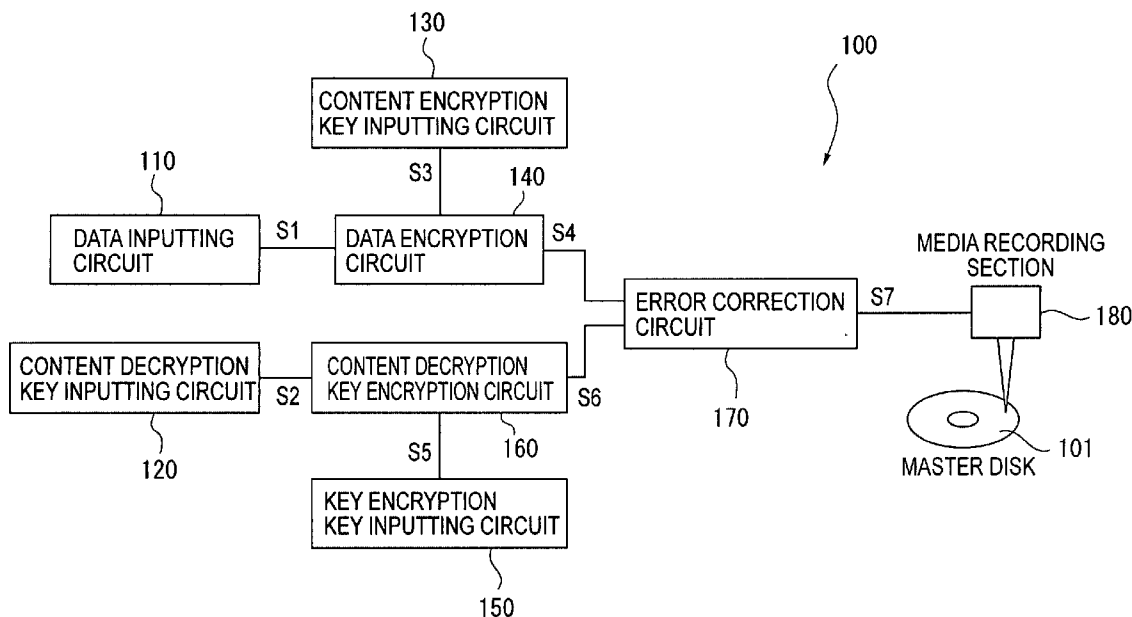 130
100
CONTENT ENCRYPTION
KEY INPUTTING CIRCUIT
110
S3
140
DATA INPUTTING
CIRCUIT
S1
DATA ENCRYPTION
CIRCUIT
S4
MEDIA RECORDING
SECTION
ERROR CORRECTION
CIRCUIT
S7
180
CONTENT DECRYPTION
KEY INPUTTING CIRCUIT
S2
CONTENT DECRYPTION
KEY ENCRYPTION CIRCUIT
S6
170
120
S5
160
101
MASTER DISK
KEY ENCRYPTION
KEY INPUTTING CIRCUIT
150